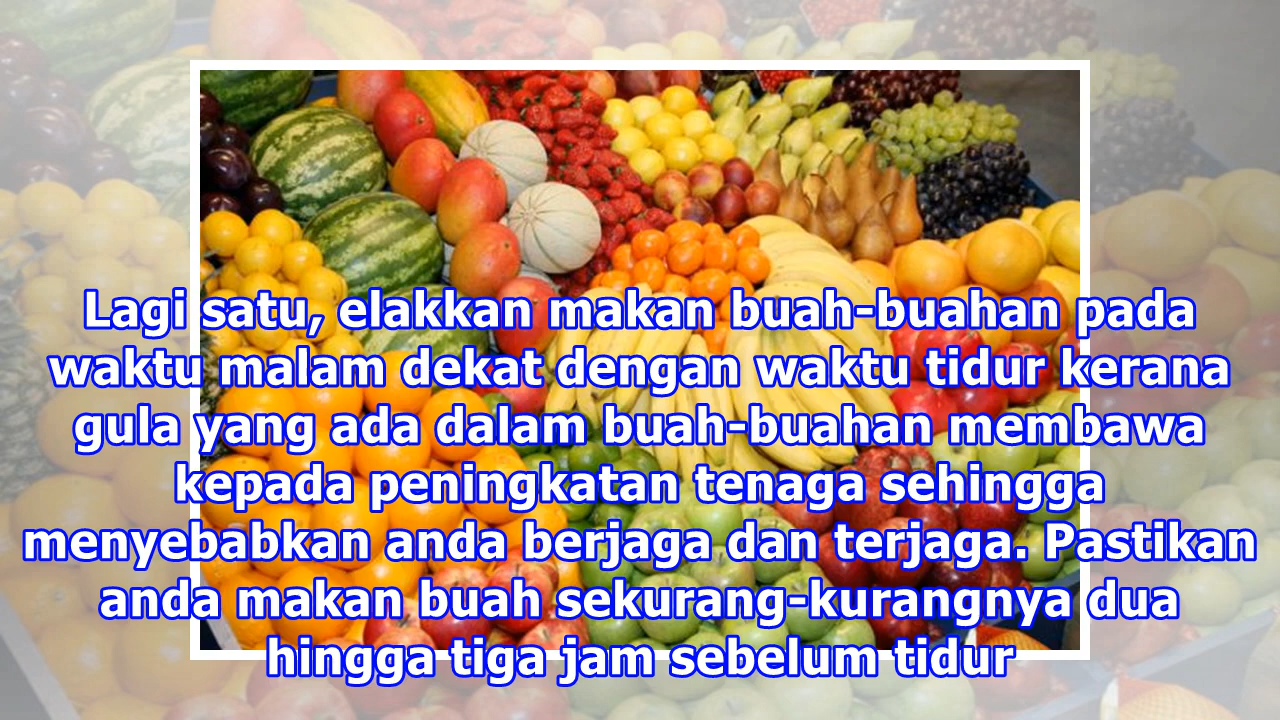 Lagi satu, elakkan makan buah-buahan pada
waktu malam dekat dengan waktu tidur kerana
gula yang ada dalam buah-buahan membawa
kepada peningkatan tenaga sehingga
menyebabkan anda berjaga dan terjaga. Pastikan
anda makan buah sekurang-kurangnya dua
hingga tiga jam sebelum tidur